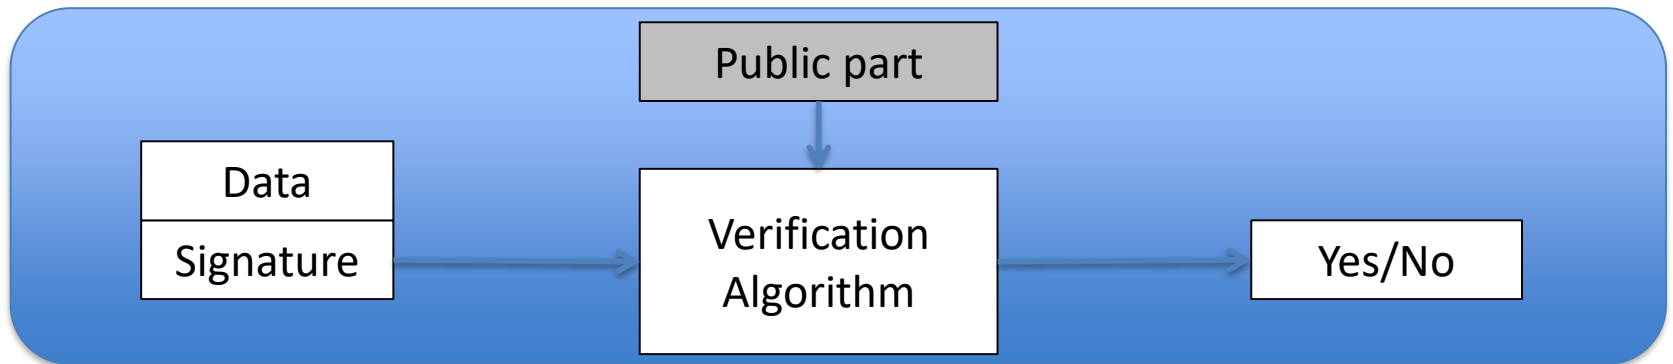 Public part
Data
Signature
Verification
Algorithm
Yes/No